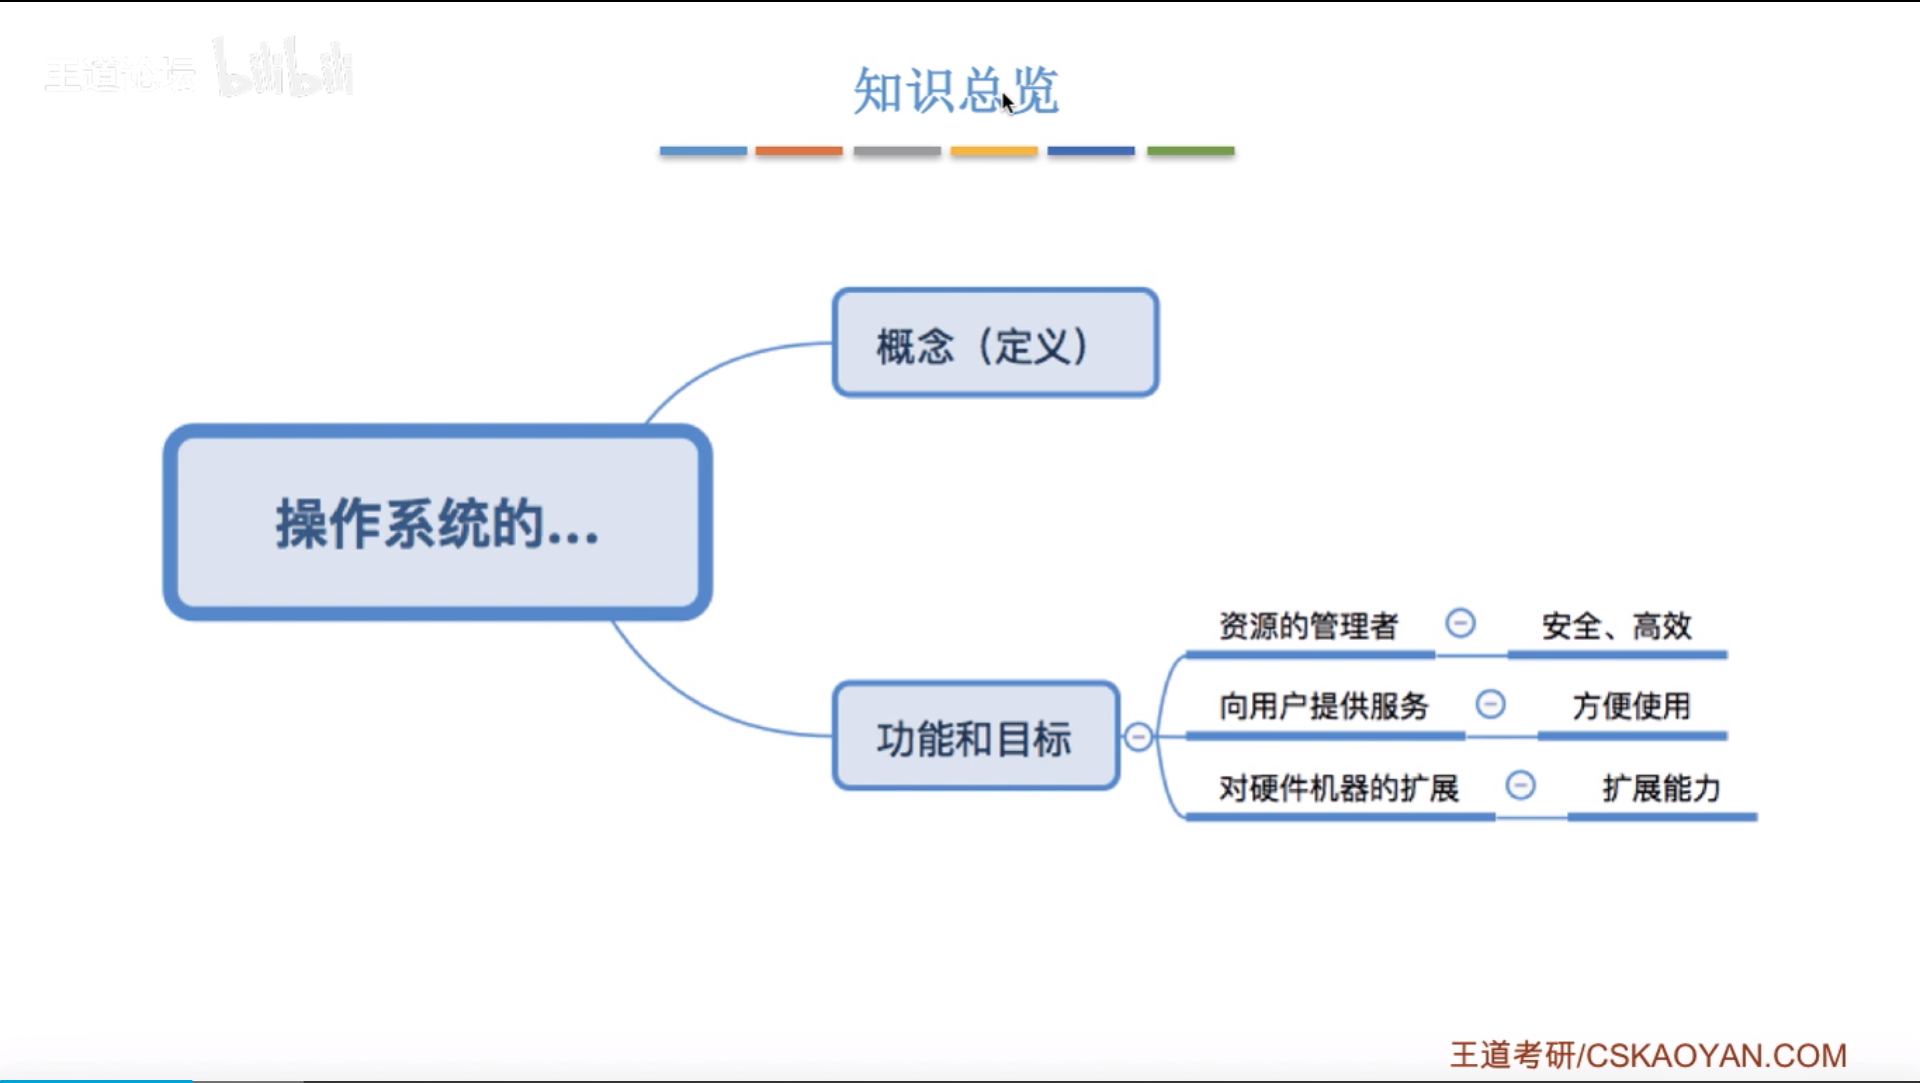 王道论坛 bilibili
知识总览
概念（定义）
操作系统的...
功能和目标
资源的管理者
安全、高效
向用户提供服务
方便使用
对硬件机器的扩展
扩展能力
王道考研/CSKAOYAN.COM